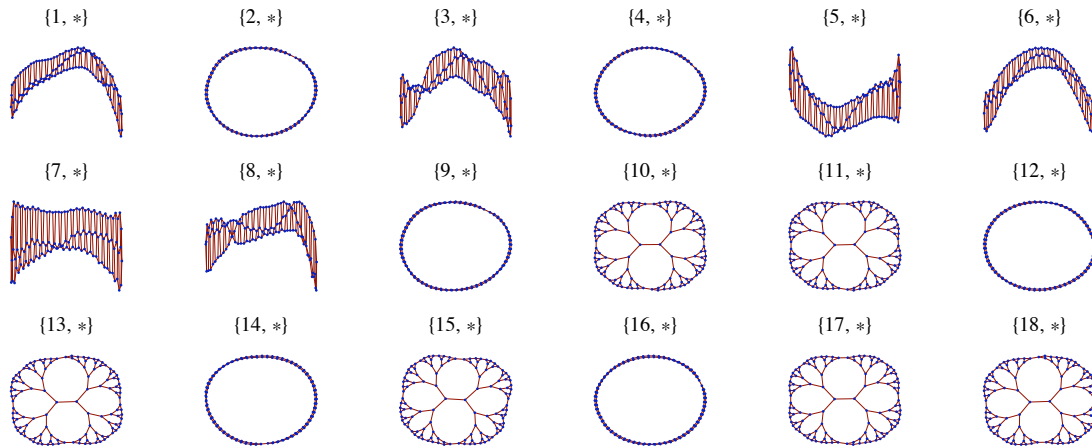 {1, *} {2, *} {3, *} {4, *} {5, *} {6, *}
{7, *} {8, *} {9, *} {10, *} {11, *} {12, *}
{13, *} {14, *} {15, *} {16, *} {17, *} {18, *}